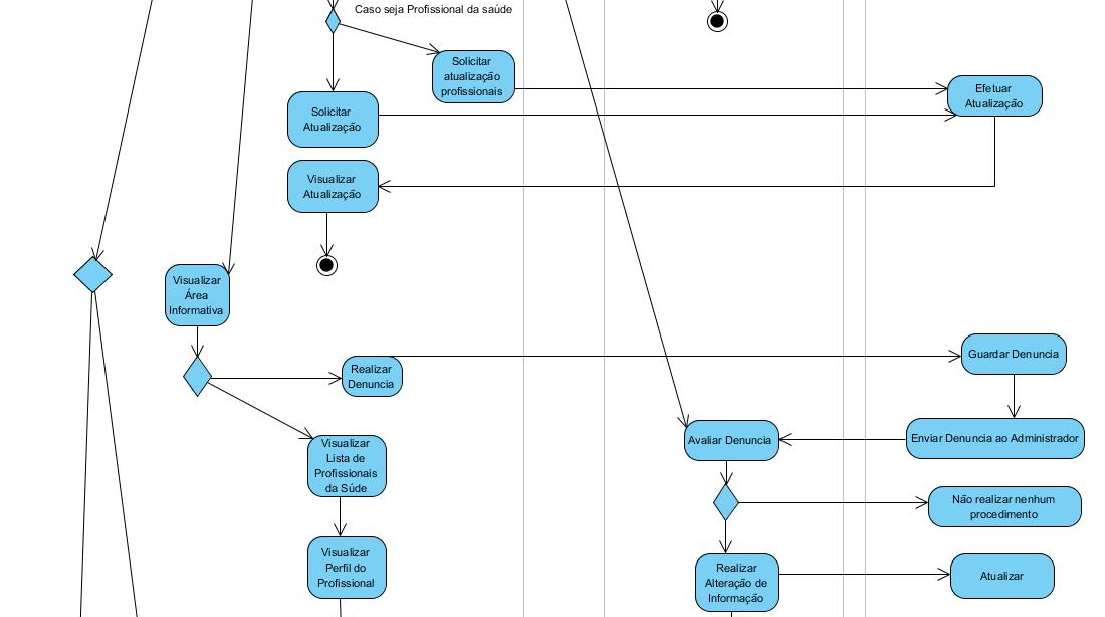 Caso seja Profissional da saúde
Solicitar
atualização
profissionais
Efetuar
Atualização
Solicitar
Atualização
Visualizar
Atualização
Visualizar
Área
Informativa
Realizar
Denuncia
Guardar Denuncia
Avaliar Denuncia
Enviar Denuncia ao Administrador
Visualizar
Lista de
Profissionais
da Súde
Não realizar nenhum
procedimento
Visualizar
Perfil do
Profissional
Realizar
Alteração de
Informação
Atualizar